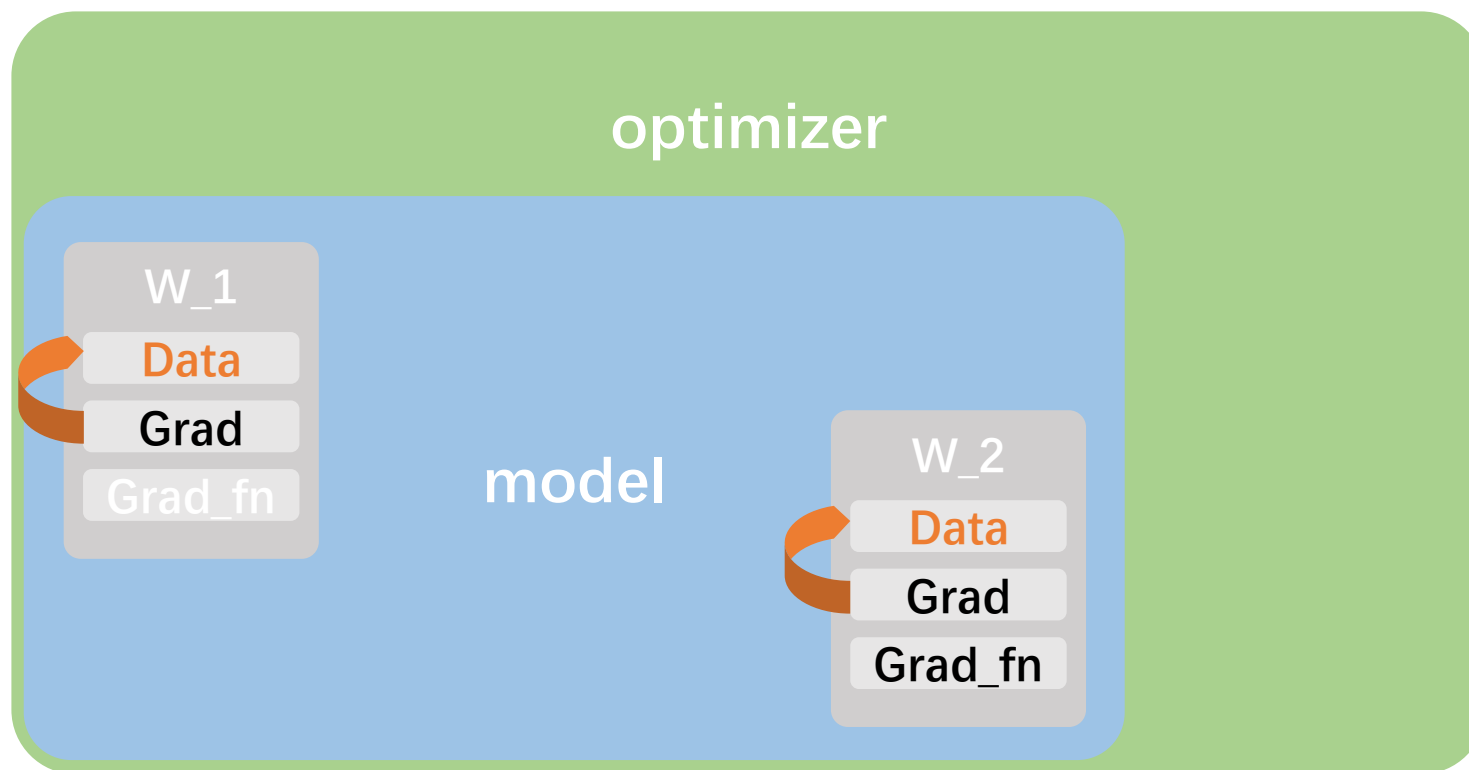 optimizer
W_1
Data
Grad
Grad_fn
model
W_2
Data
Grad
Grad_fn